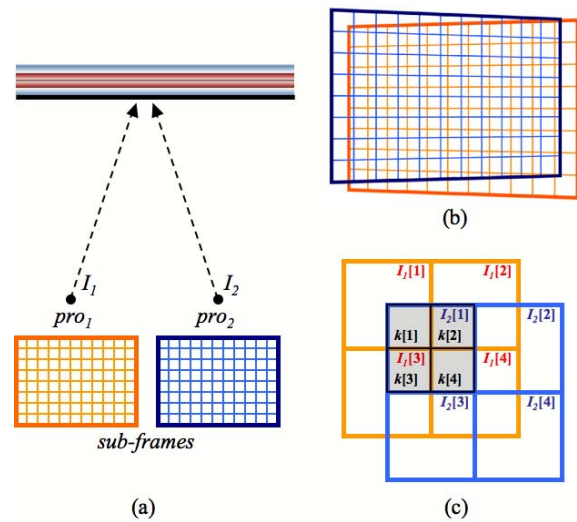 I₁
I₂
pro₁
pro₂
sub-frames
(a)
(b)
I₁[1]
I₁[2]
I₂[1]
I₂[2]
k[1]
k[2]
I₁[3]
I₁[4]
k[3]
k[4]
I₂[3]
I₂[4]
(c)